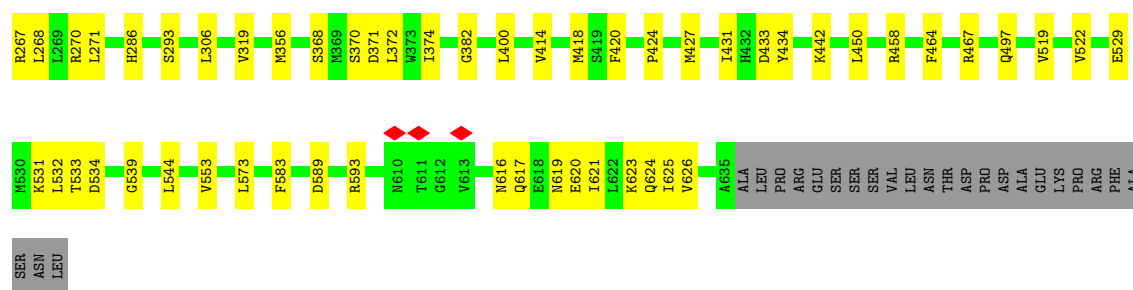 R267 L268 L269 R270 L271 H286 S293 L306 V319 M356 S368 M369 S370 D371 L372 W373 I374 G382 L400 V414 M418 S419 F420 P424 M427 I431 H432 D433 Y434 K442 L450 R458 F464 R467 Q497 V519 V522 E529
M530 K531 L532 T533 D534 G539 L544 V553 L573 F583 D589 R593 N610 T611 G612 V613 N616 Q617 E618 N619 E620 I621 L622 K623 Q624 I625 V626 A635 ALA LEU PRO ARG GLU SER SER SER VAL LEU ASN THR ASP PRO ASP ALA GLU LYS PRO ARG PHE ALA
SER ASN LEU